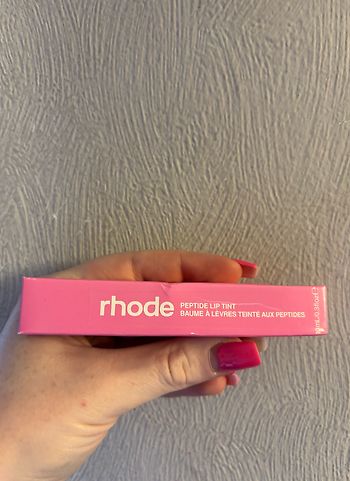 rhode
PEPTIDE LIP TINT
BAUME À LÈVRES TEINTÉ AUX PEPTIDES